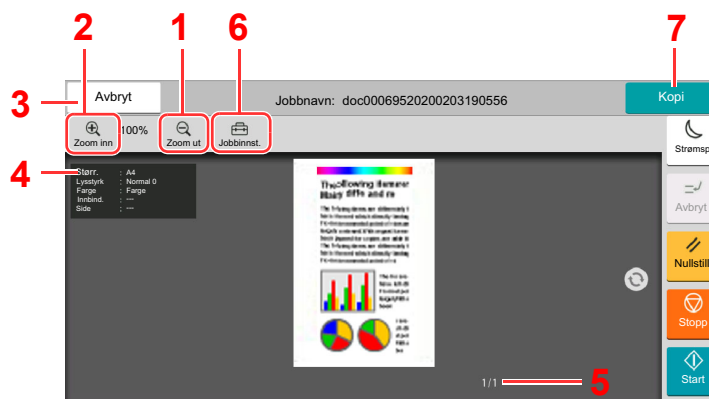 2
1
6
7
3
Avbryt
Jobbnavn: doc00069520200203190556
Kopi
Zoom inn
100%
Zoom ut
Jobbinnst.
Strømsp
4
Størr. : A4
Lysstyrk : Normal 0
Farge : Farge
Innbind. : ---
Side : ---
Avbryt
Nullstill
Stopp
1/1
5
Start